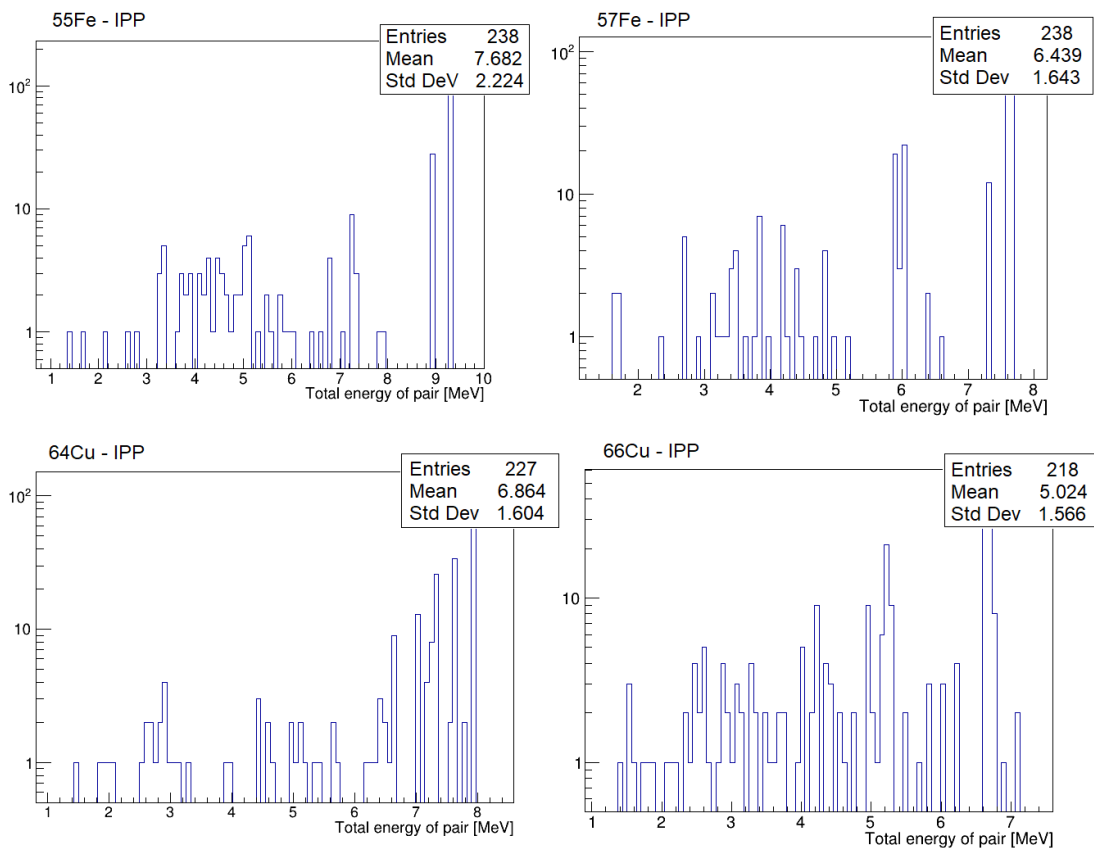 55Fe - IPP
Entries 238
Mean 7.682
Std DeV 2.224
10²
10
1
1 2 3 4 5 6 7 8 9 10
Total energy of pair [MeV]
57Fe - IPP
Entries 238
Mean 6.439
Std Dev 1.643
10²
10
1
2 3 4 5 6 7 8
Total energy of pair [MeV]
64Cu - IPP
Entries 227
Mean 6.864
Std Dev 1.604
10²
10
1
1 2 3 4 5 6 7 8
Total energy of pair [MeV]
66Cu - IPP
Entries 218
Mean 5.024
Std Dev 1.566
10
1
1 2 3 4 5 6 7
Total energy of pair [MeV]